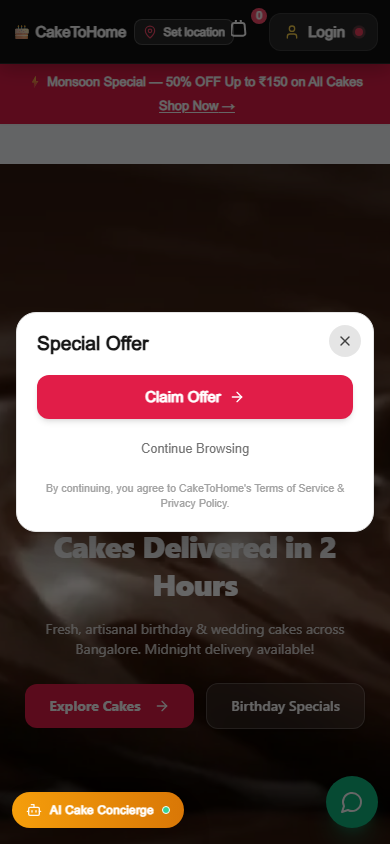 CakeToHome
Set location
0
Login
Monsoon Special — 50% OFF Up to ₹150 on All Cakes
Shop Now →
Special Offer
Claim Offer →
Continue Browsing
By continuing, you agree to CakeToHome's Terms of Service &
Privacy Policy.
Cakes Delivered in 2
Hours
Fresh, artisanal birthday & wedding cakes across
Bangalore. Midnight delivery available!
Explore Cakes →
Birthday Specials
AI Cake Concierge